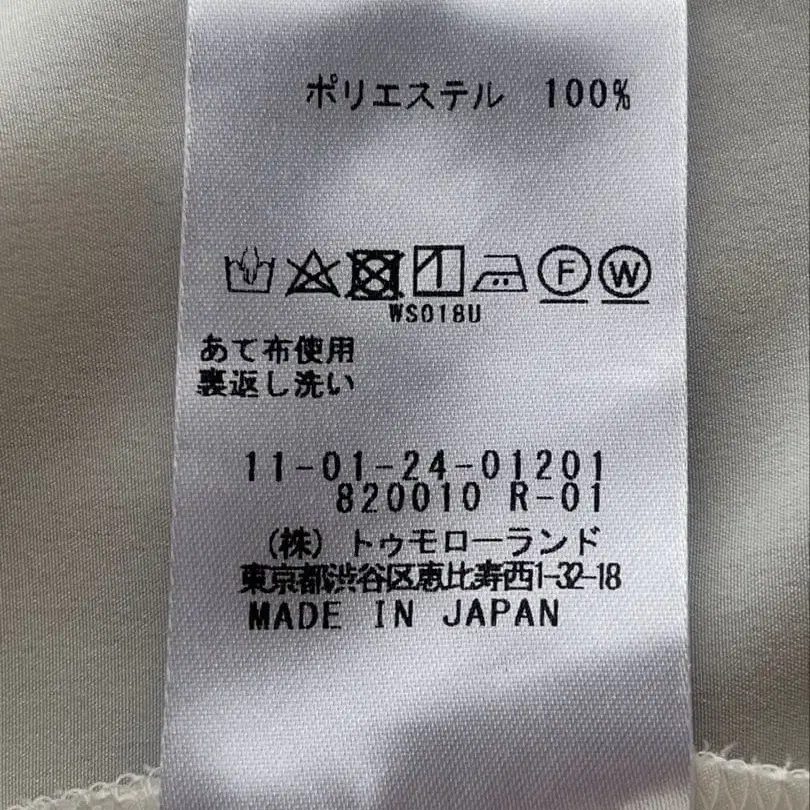 ポリエステル 100%
F W
WS018U
あて布使用
裏返し洗い
11-01-24-01201
820010 R-01
(株) トゥモローランド
東京都渋谷区恵比寿西1-32-18
MADE IN JAPAN